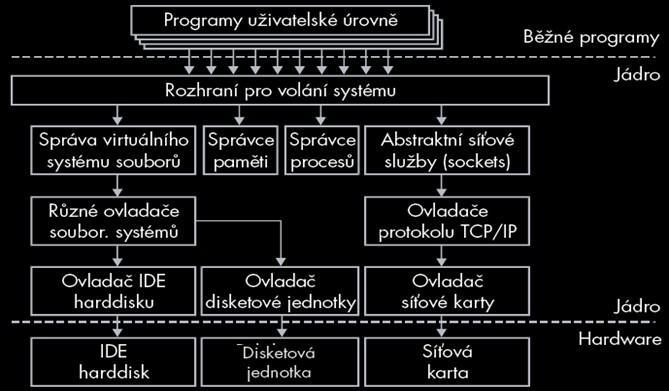 Programy uživatelské úrovně
Běžné programy
Jádro
Rozhraní pro volání systému
Správa virtuálního
systému souborů
Správce
paměti
Správce
procesů
Abstraktní síťové
služby (sockets)
Různé ovladače
soubor. systémů
Ovladače
protokolu TCP/IP
Ovladač IDE
harddisku
Ovladač
disketové jednotky
Ovladač
síťové karty
Jádro
Hardware
IDE
harddisk
Disketová
jednotka
Síťová
karta